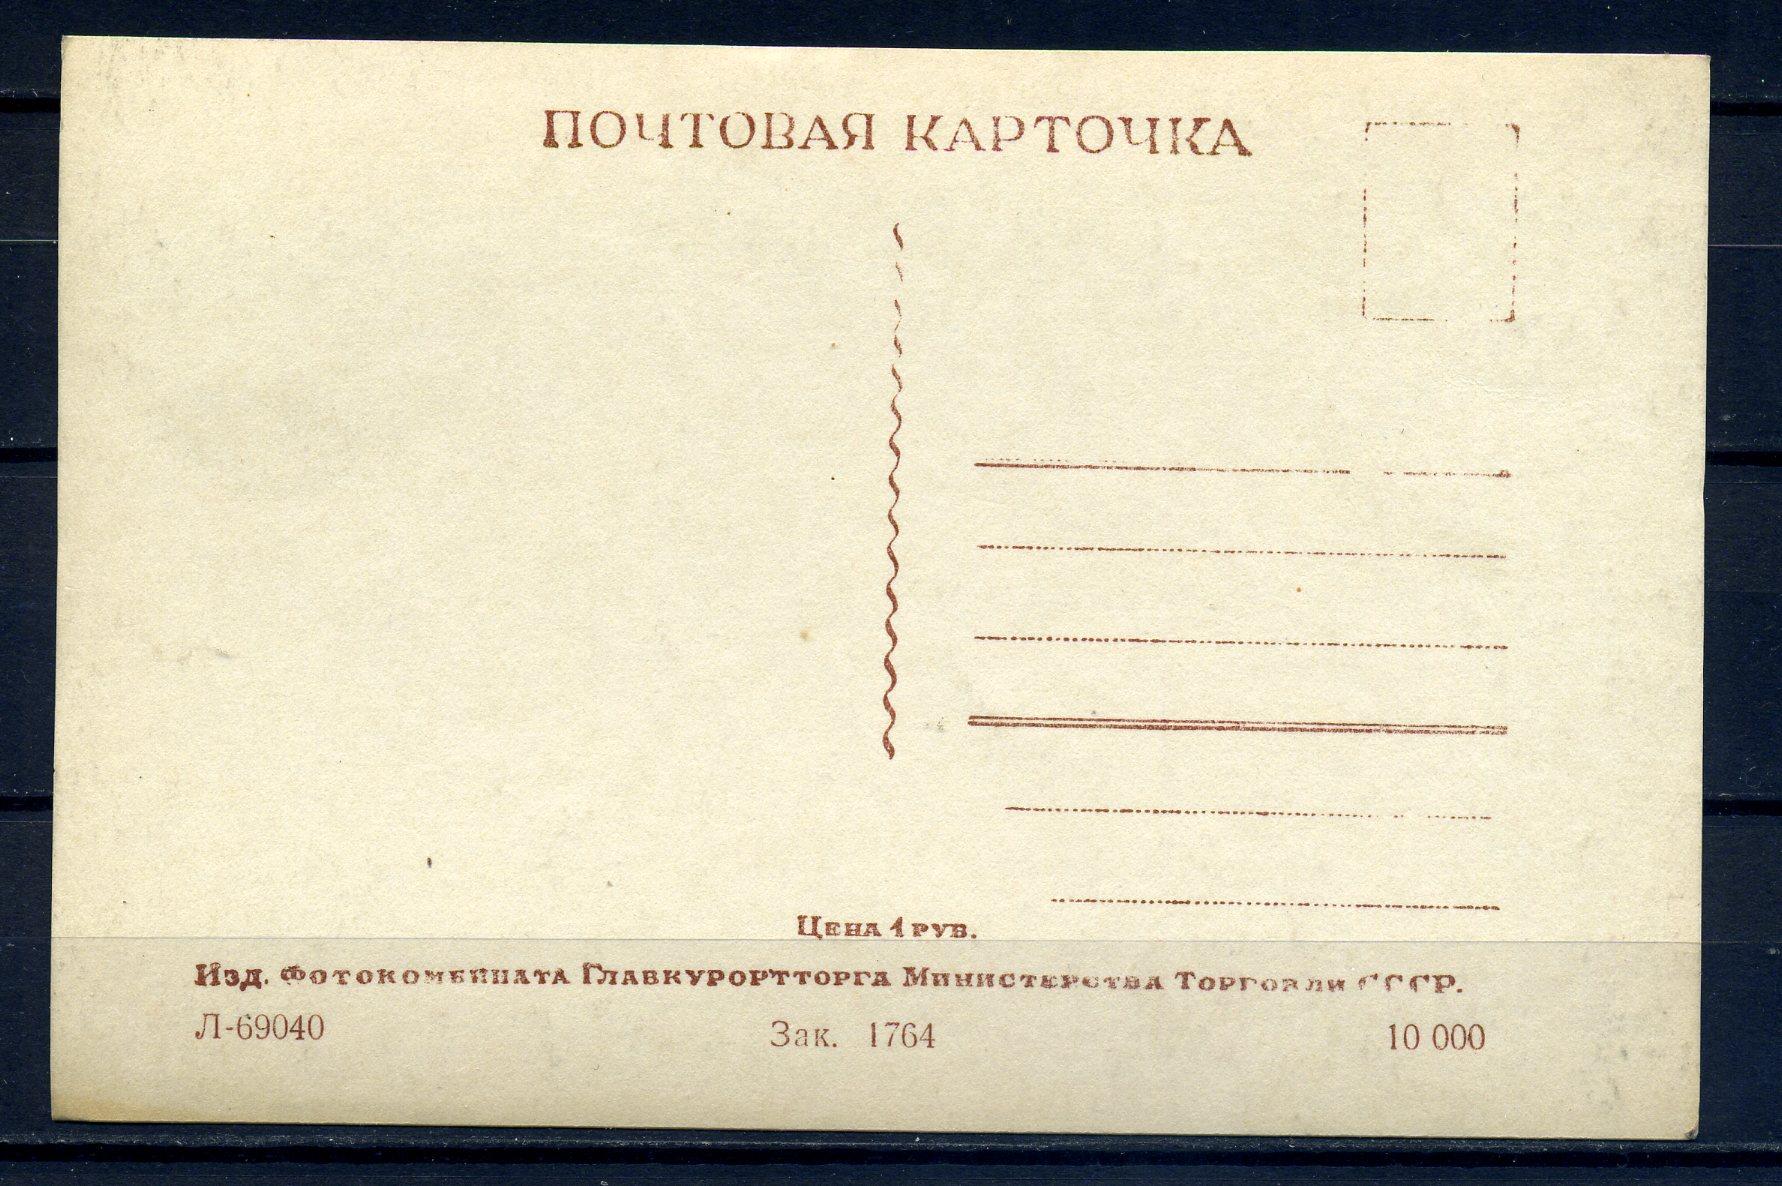 ПОЧТОВАЯ КАРТОЧКА
Цена 1 руб.
Изд. Фотокомбината Главкурортторга Министерства Торговли СССР.
Л-69040 Зак. 1764 10 000